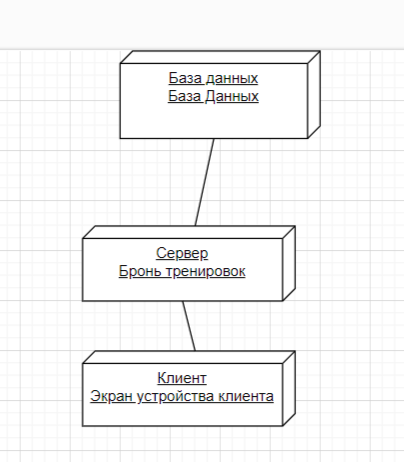 База данных
База Данных
Сервер
Бронь тренировок
Клиент
Экран устройства клиента